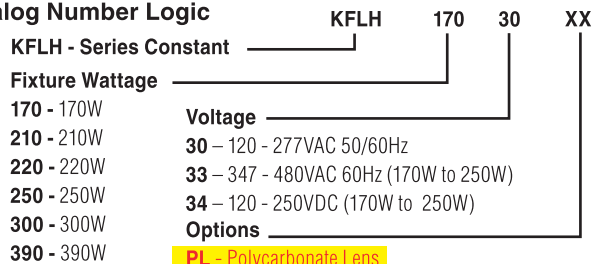 alog Number Logic
KFLH 170 30 XX
KFLH - Series Constant
Fixture Wattage
170 - 170W
210 - 210W
220 - 220W
250 - 250W
300 - 300W
390 - 390W
Voltage
30 – 120 - 277VAC 50/60Hz
33 – 347 - 480VAC 60Hz (170W to 250W)
34 – 120 - 250VDC (170W to 250W)
Options
PL - Polycarbonate Lens